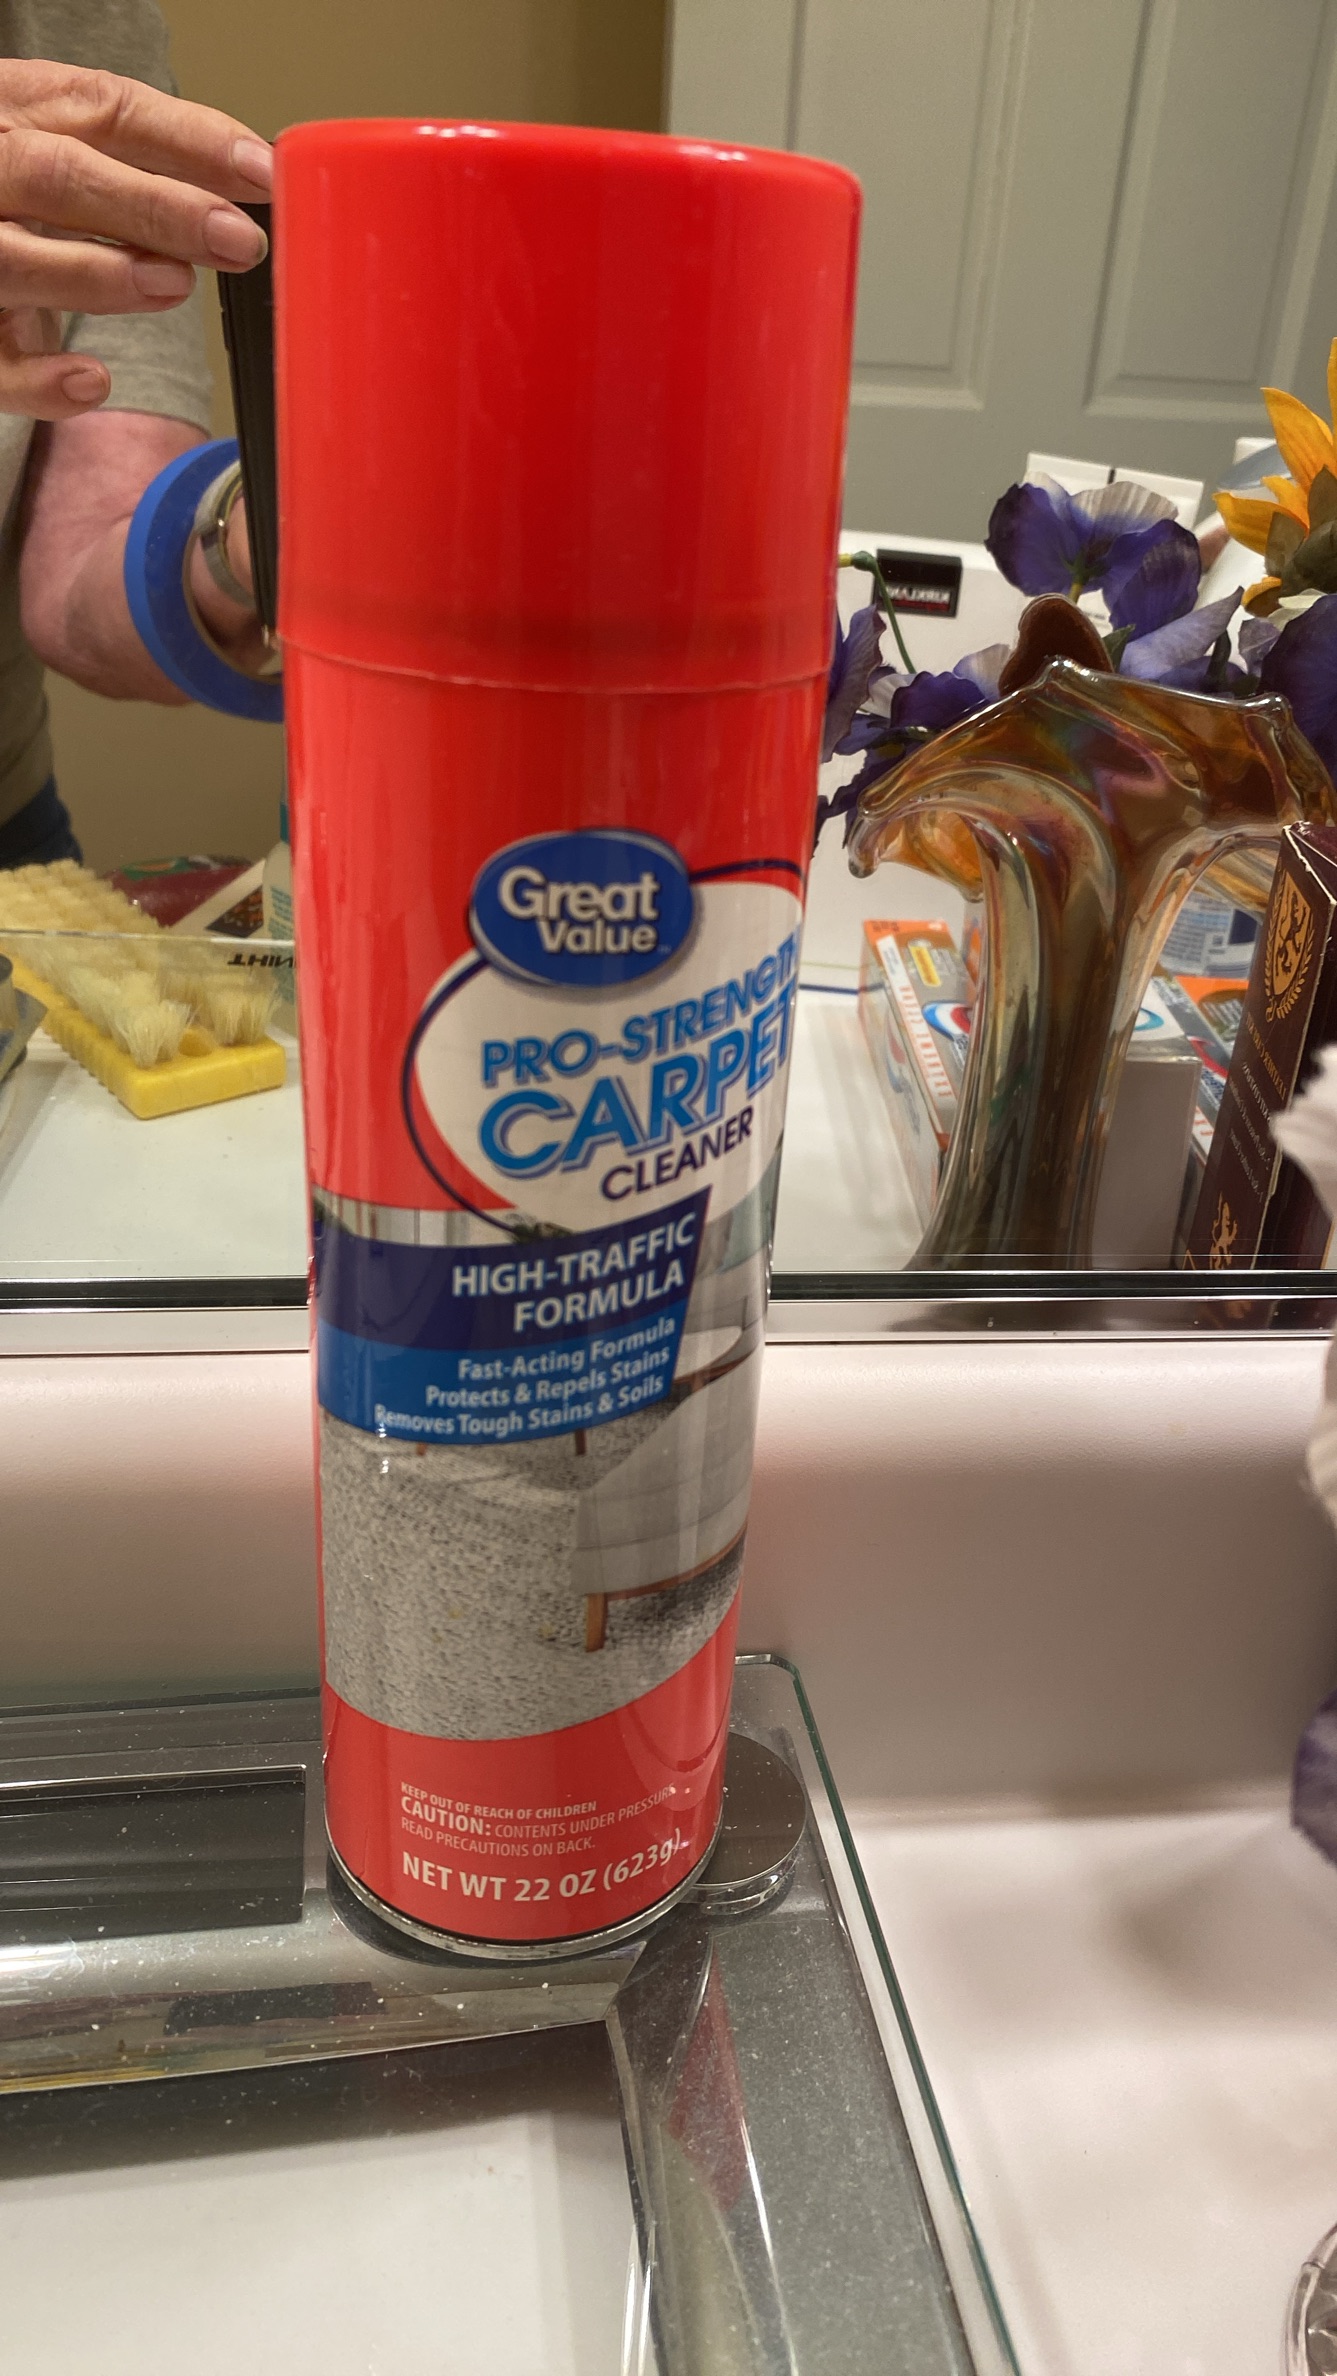 Great
Value
PRO-STRENGTH
CARPET
CLEANER
HIGH-TRAFFIC
FORMULA
Fast-Acting Formula
Protects & Repels Stains
Removes Tough Stains & Soils
KEEP OUT OF REACH OF CHILDREN
CAUTION: CONTENTS UNDER PRESSURE.
READ PRECAUTIONS ON BACK.
NET WT 22 OZ (623g)
KIRKLAND